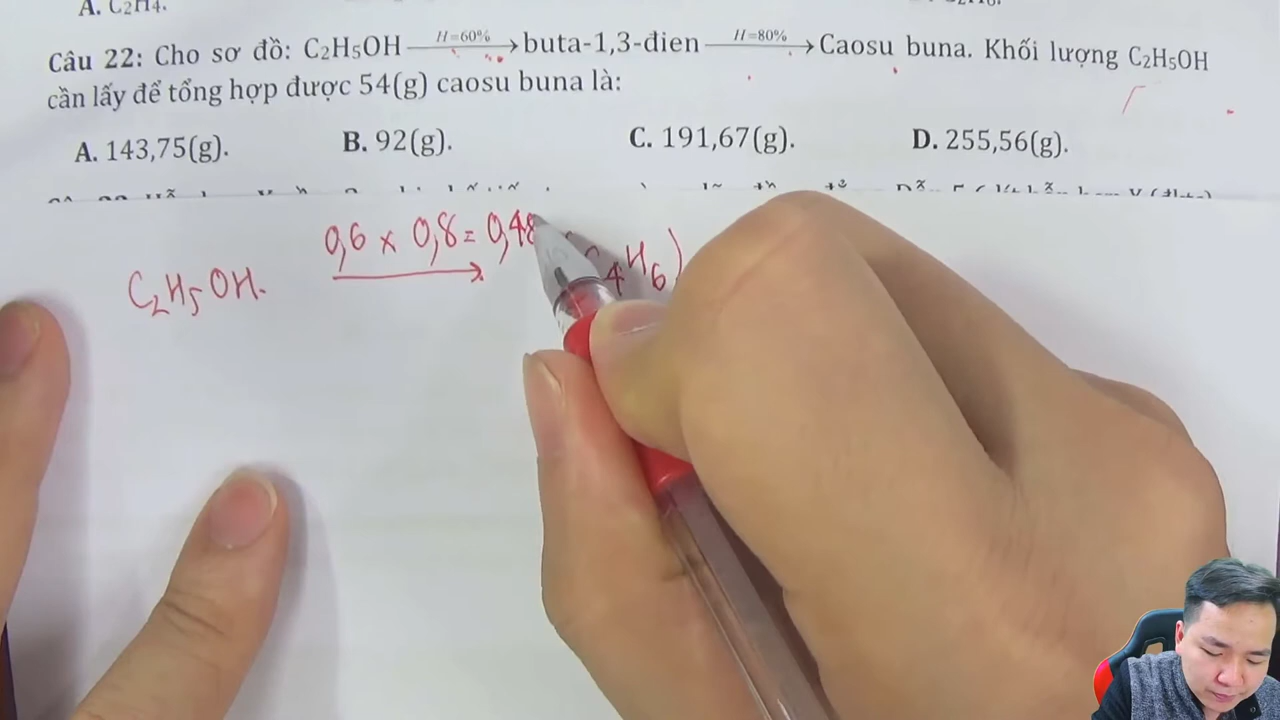 A. C₂H₄.
Câu 22: Cho sơ đồ: C₂H₅OH H=60% → buta-1,3-đien H=80% → Caosu buna. Khối lượng C₂H₅OH
cần lấy để tổng hợp được 54(g) caosu buna là:
A. 143,75(g). B. 92(g). C. 191,67(g). D. 255,56(g).
0,6 x 0,8 = 0,48
C₂H₅OH. → ₄H₆)